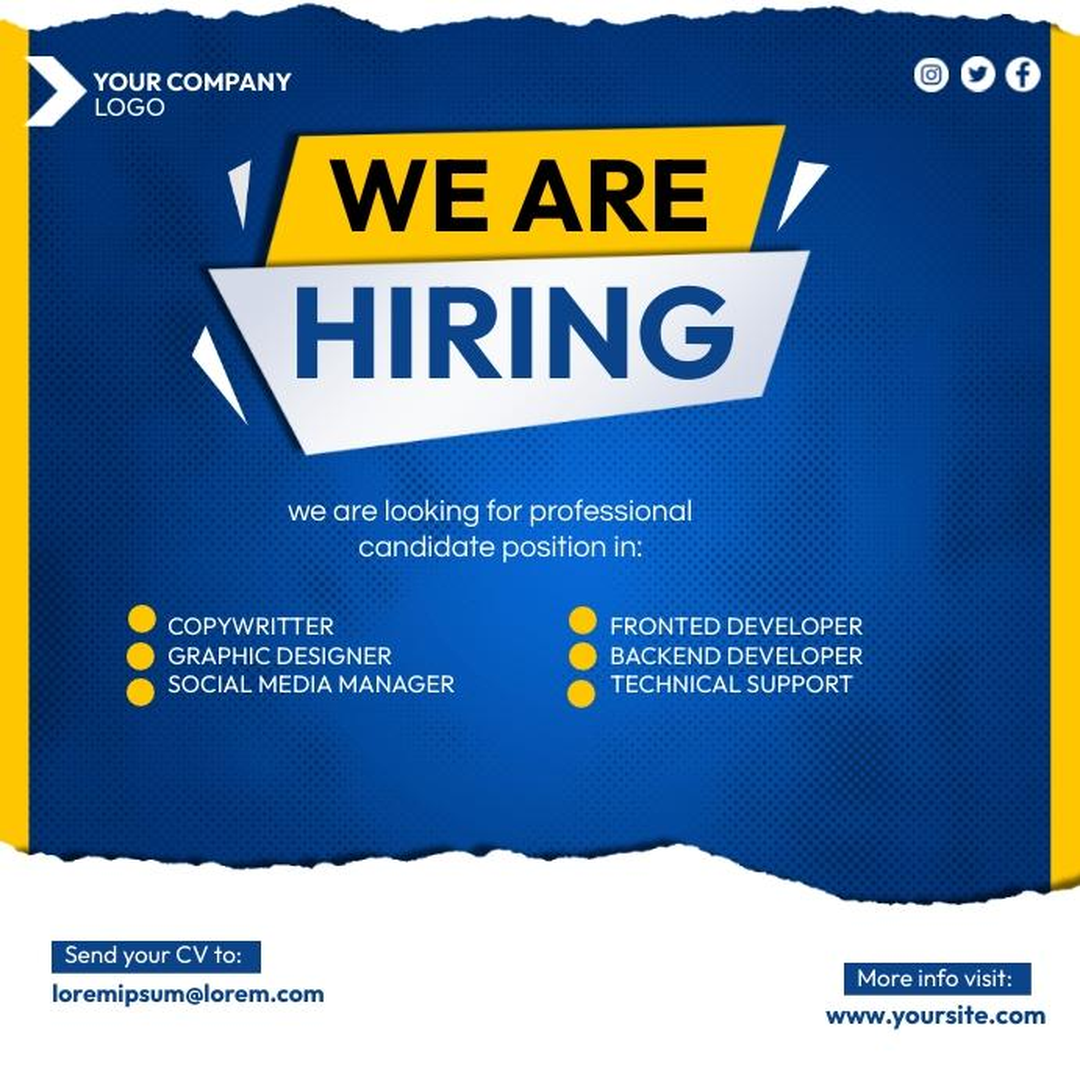 YOUR COMPANY
LOGO
WE ARE
HIRING
we are looking for professional
candidate position in:
COPYWRITTER
GRAPHIC DESIGNER
SOCIAL MEDIA MANAGER
FRONTED DEVELOPER
BACKEND DEVELOPER
TECHNICAL SUPPORT
Send your CV to:
loremipsum@lorem.com
More info visit:
www.yoursite.com